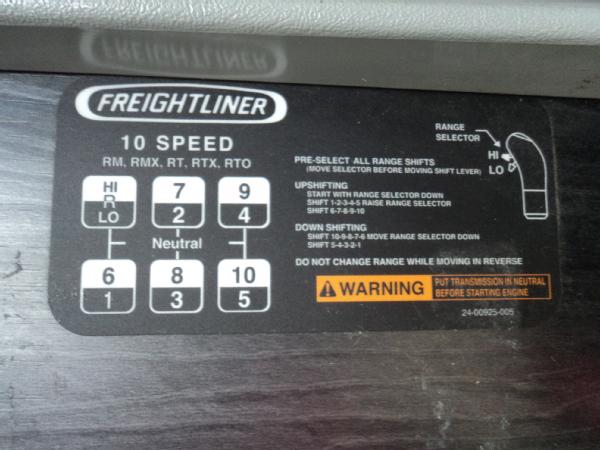 FREIGHTLINER
FREIGHTLINER
10 SPEED
RM, RMX, RT, RTX, RTO
HI
R
LO
7
2
9
4
Neutral
6
1
8
3
10
5
RANGE
SELECTOR
HI
LO
PRE-SELECT ALL RANGE SHIFTS
(MOVE SELECTOR BEFORE MOVING SHIFT LEVER)
UPSHIFTING
START WITH RANGE SELECTOR DOWN
SHIFT 1-2-3-4-5 RAISE RANGE SELECTOR
SHIFT 6-7-8-9-10
DOWN SHIFTING
SHIFT 10-9-8-7-6 MOVE RANGE SELECTOR DOWN
SHIFT 5-4-3-2-1
DO NOT CHANGE RANGE WHILE MOVING IN REVERSE
WARNING
PUT TRANSMISSION IN NEUTRAL
BEFORE STARTING ENGINE
24-00925-005